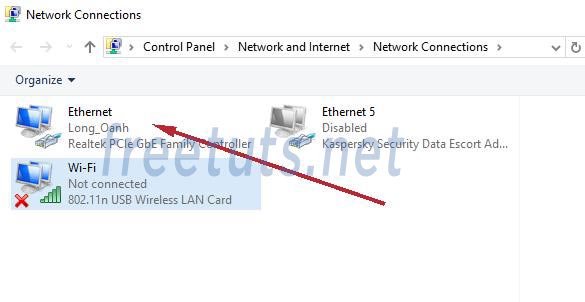 Network Connections
Control Panel > Network and Internet > Network Connections >
Organize
Ethernet
Long_Oanh
Realtek PCIe GbE Family Controller
Ethernet 5
Disabled
Kaspersky Security Data Escort Ad...
Wi-Fi
Not connected
802.11n USB Wireless LAN Card
freetuts.net